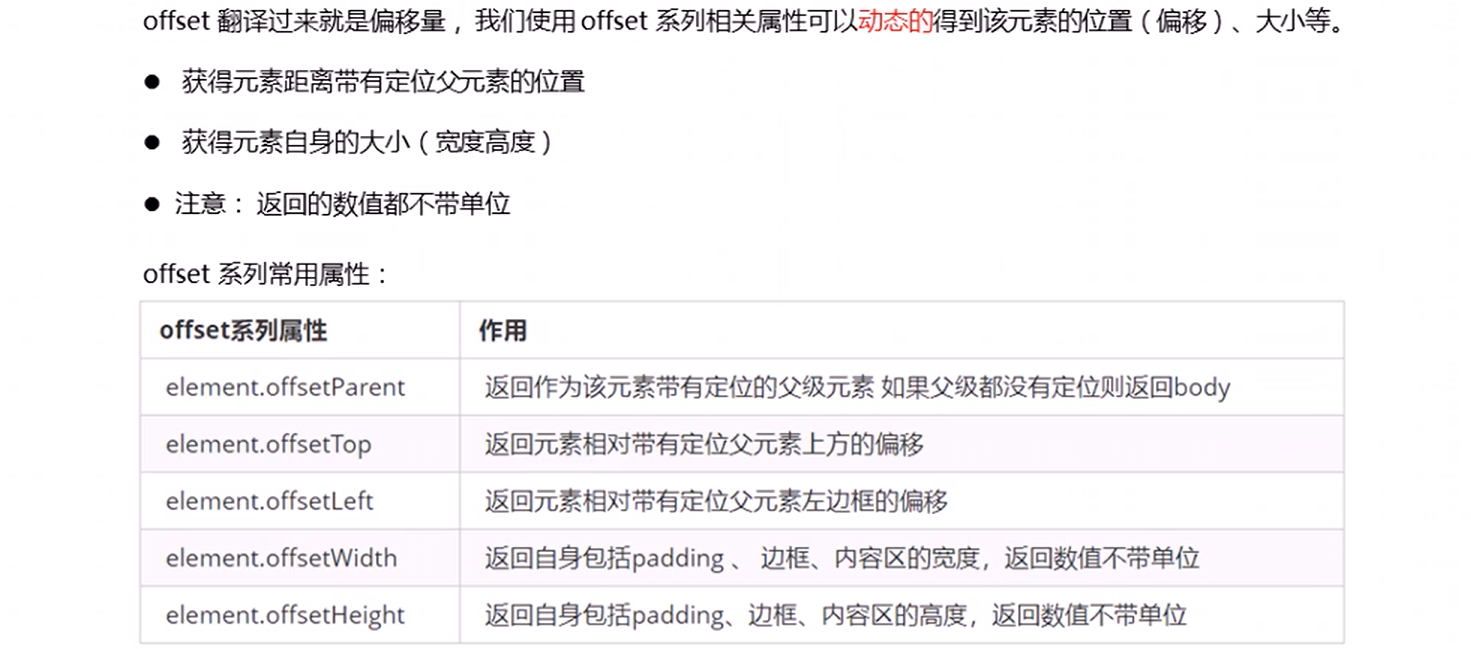 offset 翻译过来就是偏移量，我们使用 offset 系列相关属性可以动态的得到该元素的位置（偏移）、大小等。
● 获得元素距离带有定位父元素的位置
● 获得元素自身的大小（宽度高度）
● 注意： 返回的数值都不带单位
offset 系列常用属性：
offset系列属性 作用
element.offsetParent 返回作为该元素带有定位的父级元素 如果父级都没有定位则返回body
element.offsetTop 返回元素相对带有定位父元素上方的偏移
element.offsetLeft 返回元素相对带有定位父元素左边框的偏移
element.offsetWidth 返回自身包括padding 、 边框、内容区的宽度，返回数值不带单位
element.offsetHeight 返回自身包括padding、边框、内容区的高度，返回数值不带单位